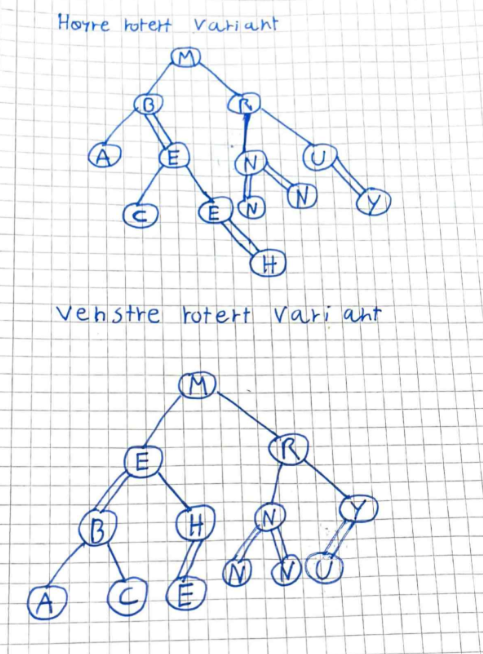 Høyre rotert Variant
M
B R
A E N U
C E N N Y
H
Venstre rotert Variant
M
E R
B H N Y
A C E N N U